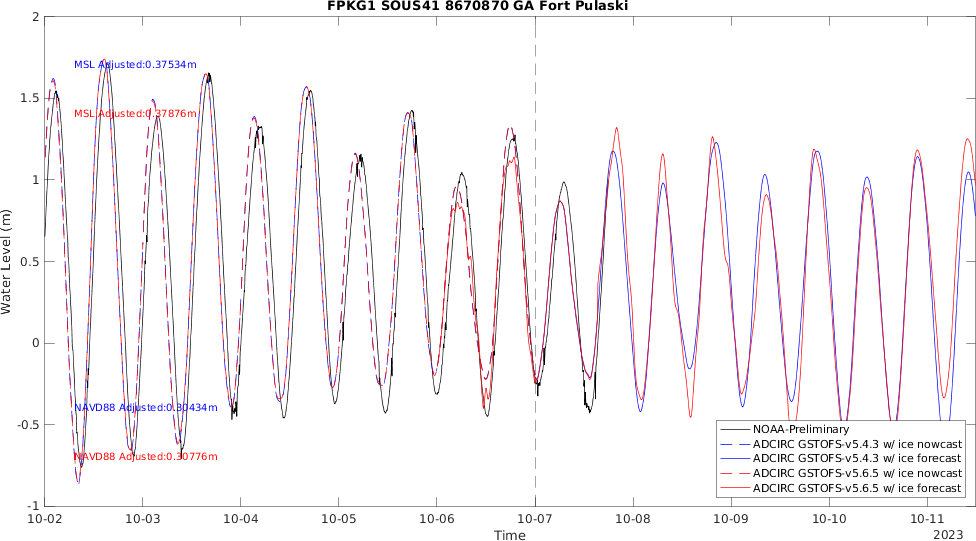 FPKG1 SOUS41 8670870 GA Fort Pulaski
2
1.5
1
0.5
0
-0.5
-1
Water Level (m)
MSL Adjusted:0.37534m
MSL Adjusted:0.37876m
NAVD88 Adjusted:0.30434m
NAVD88 Adjusted:0.30776m
NOAA-Preliminary
ADCIRC GSTOFS-v5.4.3 w/ ice nowcast
ADCIRC GSTOFS-v5.4.3 w/ ice forecast
ADCIRC GSTOFS-v5.6.5 w/ ice nowcast
ADCIRC GSTOFS-v5.6.5 w/ ice forecast
10-02 10-03 10-04 10-05 10-06 10-07 10-08 10-09 10-10 10-11
Time
2023